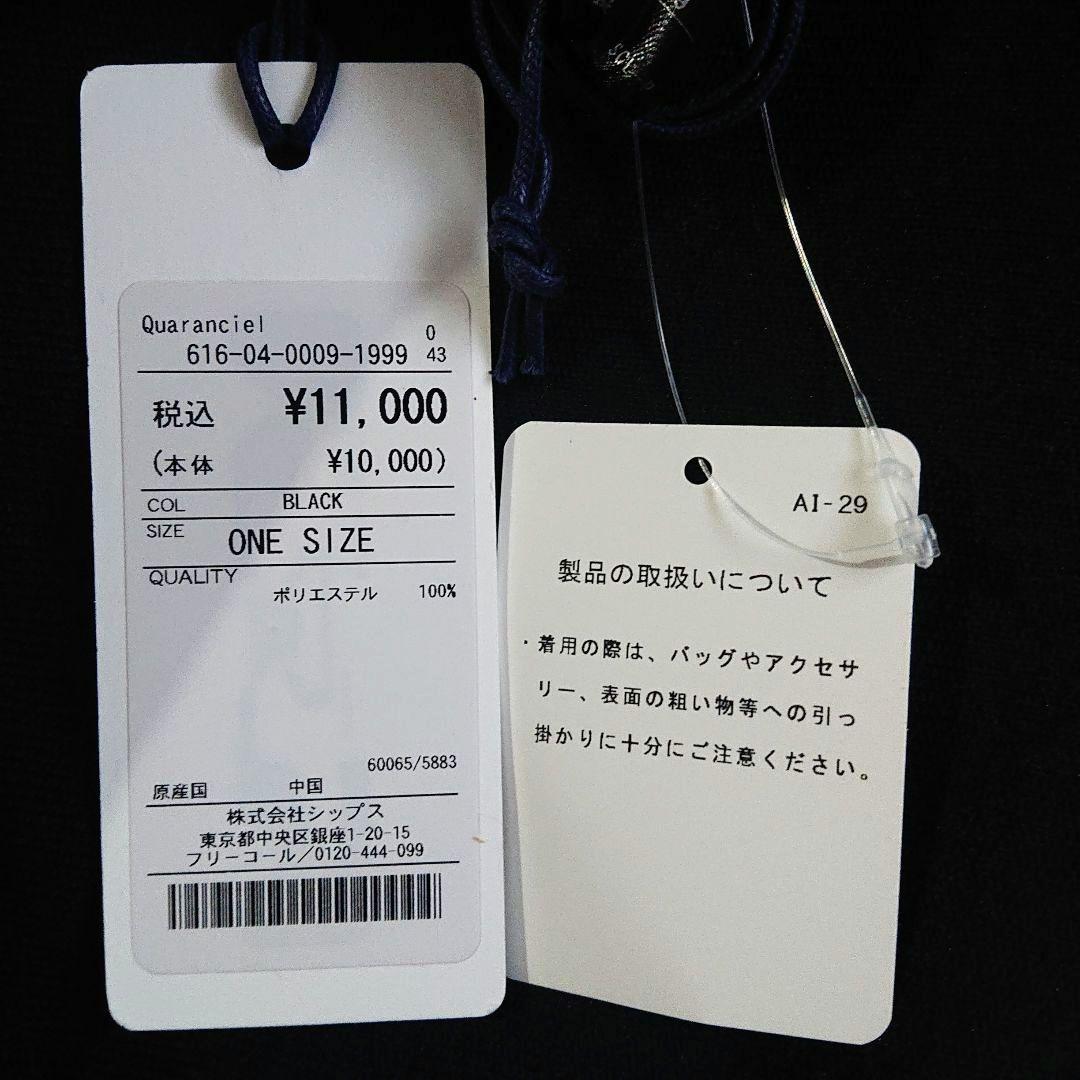 Quaranciel
0
616-04-0009-1999 43
税込 ¥11,000
(本体 ¥10,000)
COL BLACK
SIZE ONE SIZE
QUALITY
ポリエステル 100%
60065/5883
原産国 中国
株式会社シップス
東京都中央区銀座1-20-15
フリーコール/0120-444-099
AI-29
製品の取扱いについて
・着用の際は、バッグやアクセサ
リー、表面の粗い物等への引っ
掛かりに十分にご注意ください。